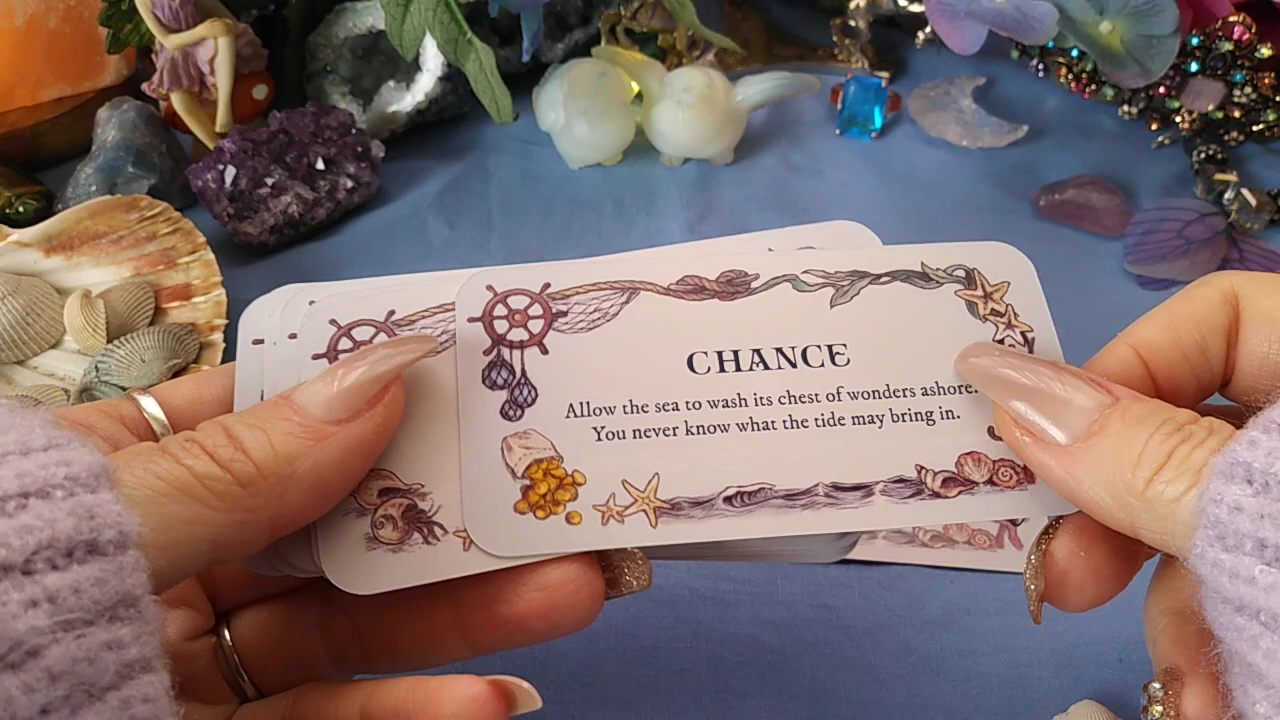 CHANCE
Allow the sea to wash its chest of wonders ashore.
You never know what the tide may bring in.